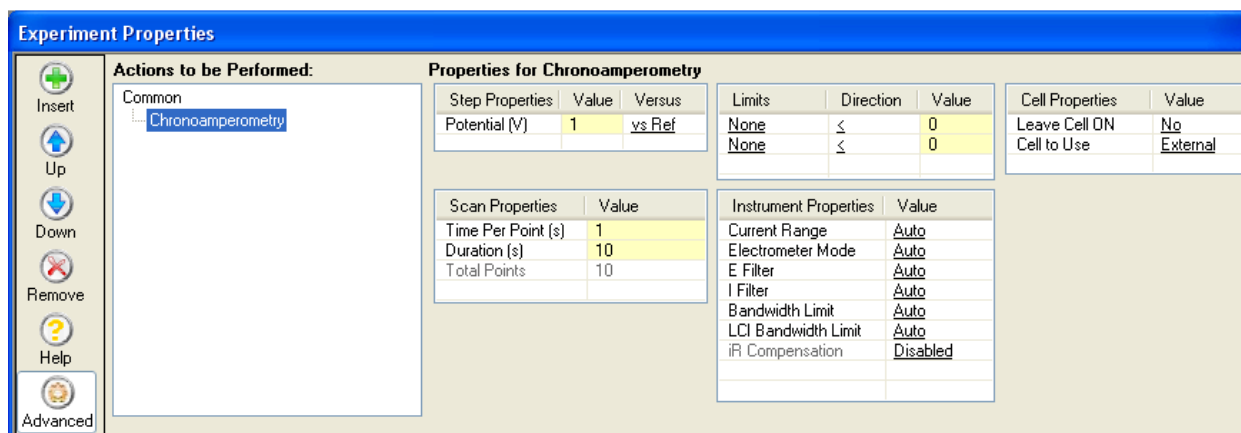 Experiment Properties
Insert
Up
Down
Remove
Help
Advanced
Actions to be Performed:
Common
Chronoamperometry
Properties for Chronoamperometry
Step Properties Value Versus
Potential (V) 1 vs Ref
Limits Direction Value
None < 0
None < 0
Cell Properties Value
Leave Cell ON No
Cell to Use External
Scan Properties Value
Time Per Point (s) 1
Duration (s) 10
Total Points 10
Instrument Properties Value
Current Range Auto
Electrometer Mode Auto
E Filter Auto
I Filter Auto
Bandwidth Limit Auto
LCI Bandwidth Limit Auto
iR Compensation Disabled